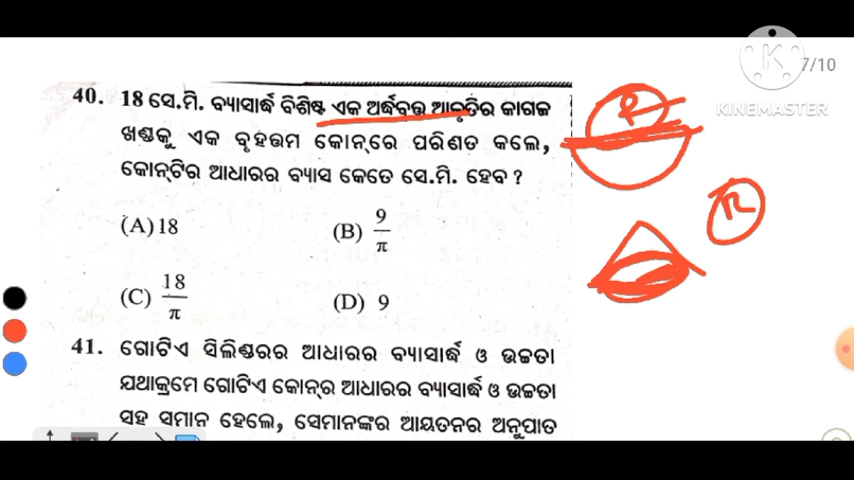 7/10
KINEMASTER
40. 18 ସେ.ମି. ବ୍ୟାସାର୍ଦ୍ଧ ବିଶିଷ୍ଟ ଏକ ଅର୍ଦ୍ଧବୃତ୍ତ ଆକୃତିର କାଗଜ
ଖଣ୍ଡକୁ ଏକ ବୃହତ୍ତମ କୋନ୍‌ରେ ପରିଣତ କଲେ,
କୋନ୍‌ଟିର ଆଧାରର ବ୍ୟାସ କେତେ ସେ.ମି. ହେବ ?
(A) 18 (B) 9/π
(C) 18/π (D) 9
41. ଗୋଟିଏ ସିଲିଣ୍ଡରର ଆଧାରର ବ୍ୟାସାର୍ଦ୍ଧ ଓ ଉଚ୍ଚତା
ଯଥାକ୍ରମେ ଗୋଟିଏ କୋନ୍‌ର ଆଧାରର ବ୍ୟାସାର୍ଦ୍ଧ ଓ ଉଚ୍ଚତା
ସହ ସମାନ ହେଲେ, ସେମାନଙ୍କର ଆୟତନର ଅନୁପାତ